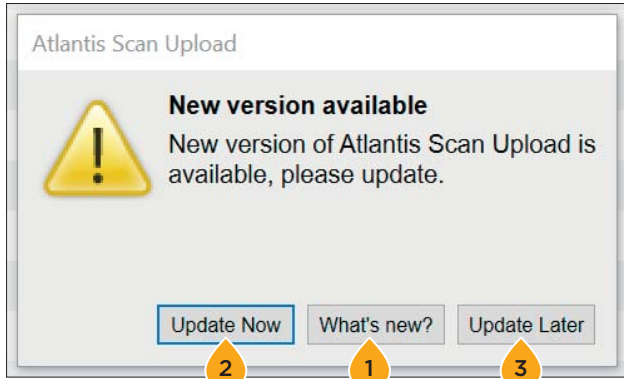 Atlantis Scan Upload
New version available
New version of Atlantis Scan Upload is
available, please update.
Update Now What's new? Update Later
2 1 3